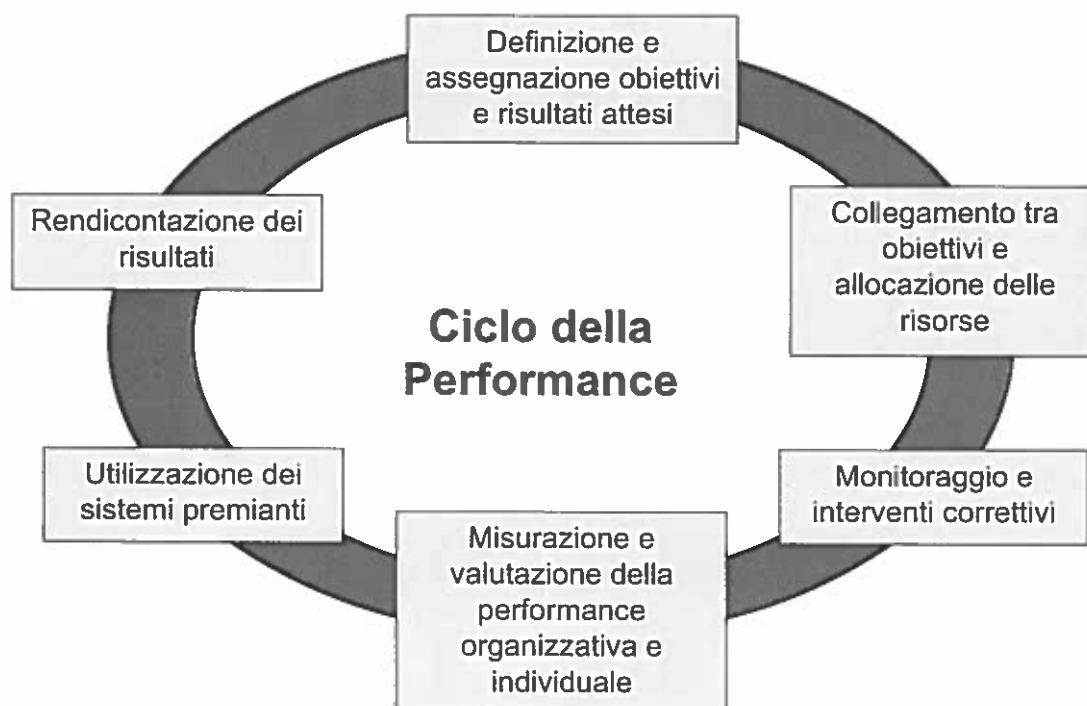 Definizione e
assegnazione obiettivi
e risultati attesi
Collegamento tra
obiettivi e
allocazione delle
risorse
Monitoraggio e
interventi correttivi
Misurazione e
valutazione della
performance
organizzativa e
individuale
Utilizzazione dei
sistemi premianti
Rendicontazione dei
risultati
Ciclo della
Performance